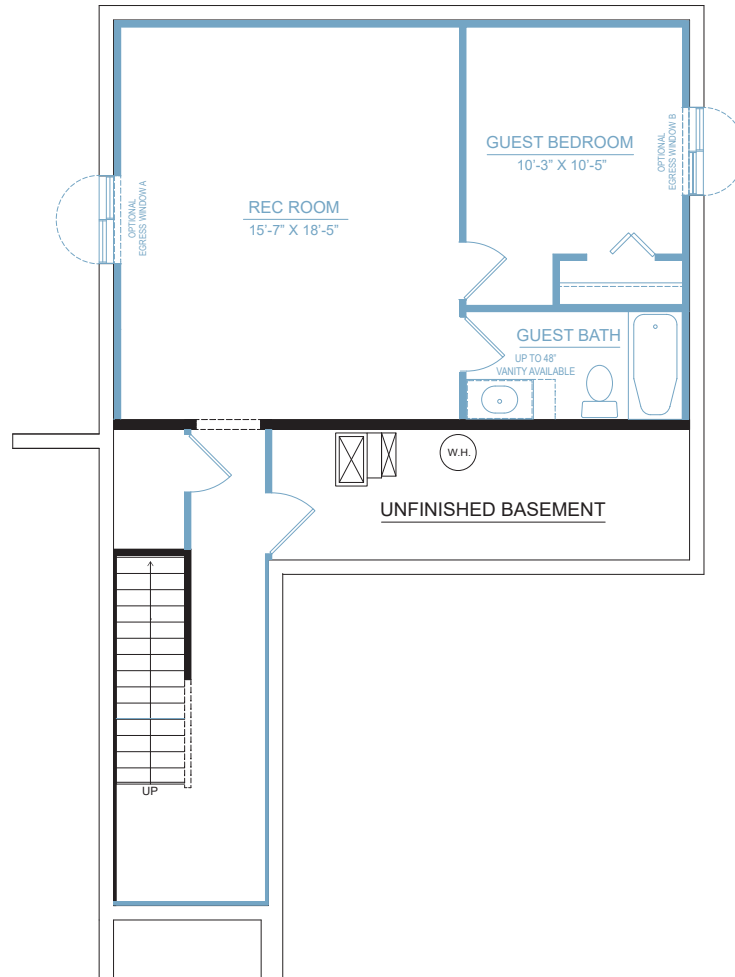 GUEST BEDROOM
10'-3” X 10'-5”
OPTIONAL
EGRESS WINDOW B
REC ROOM
15'-7” X 18'-5”
OPTIONAL
EGRESS WINDOW A
GUEST BATH
UP TO 48"
VANITY AVAILABLE
W.H.
UNFINISHED BASEMENT
UP